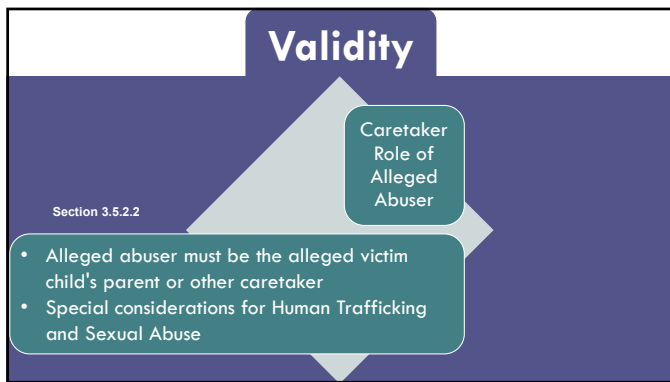 Validity
Caretaker
Role of
Alleged
Abuser
Section 3.5.2.2
• Alleged abuser must be the alleged victim
child's parent or other caretaker
• Special considerations for Human Trafficking
and Sexual Abuse